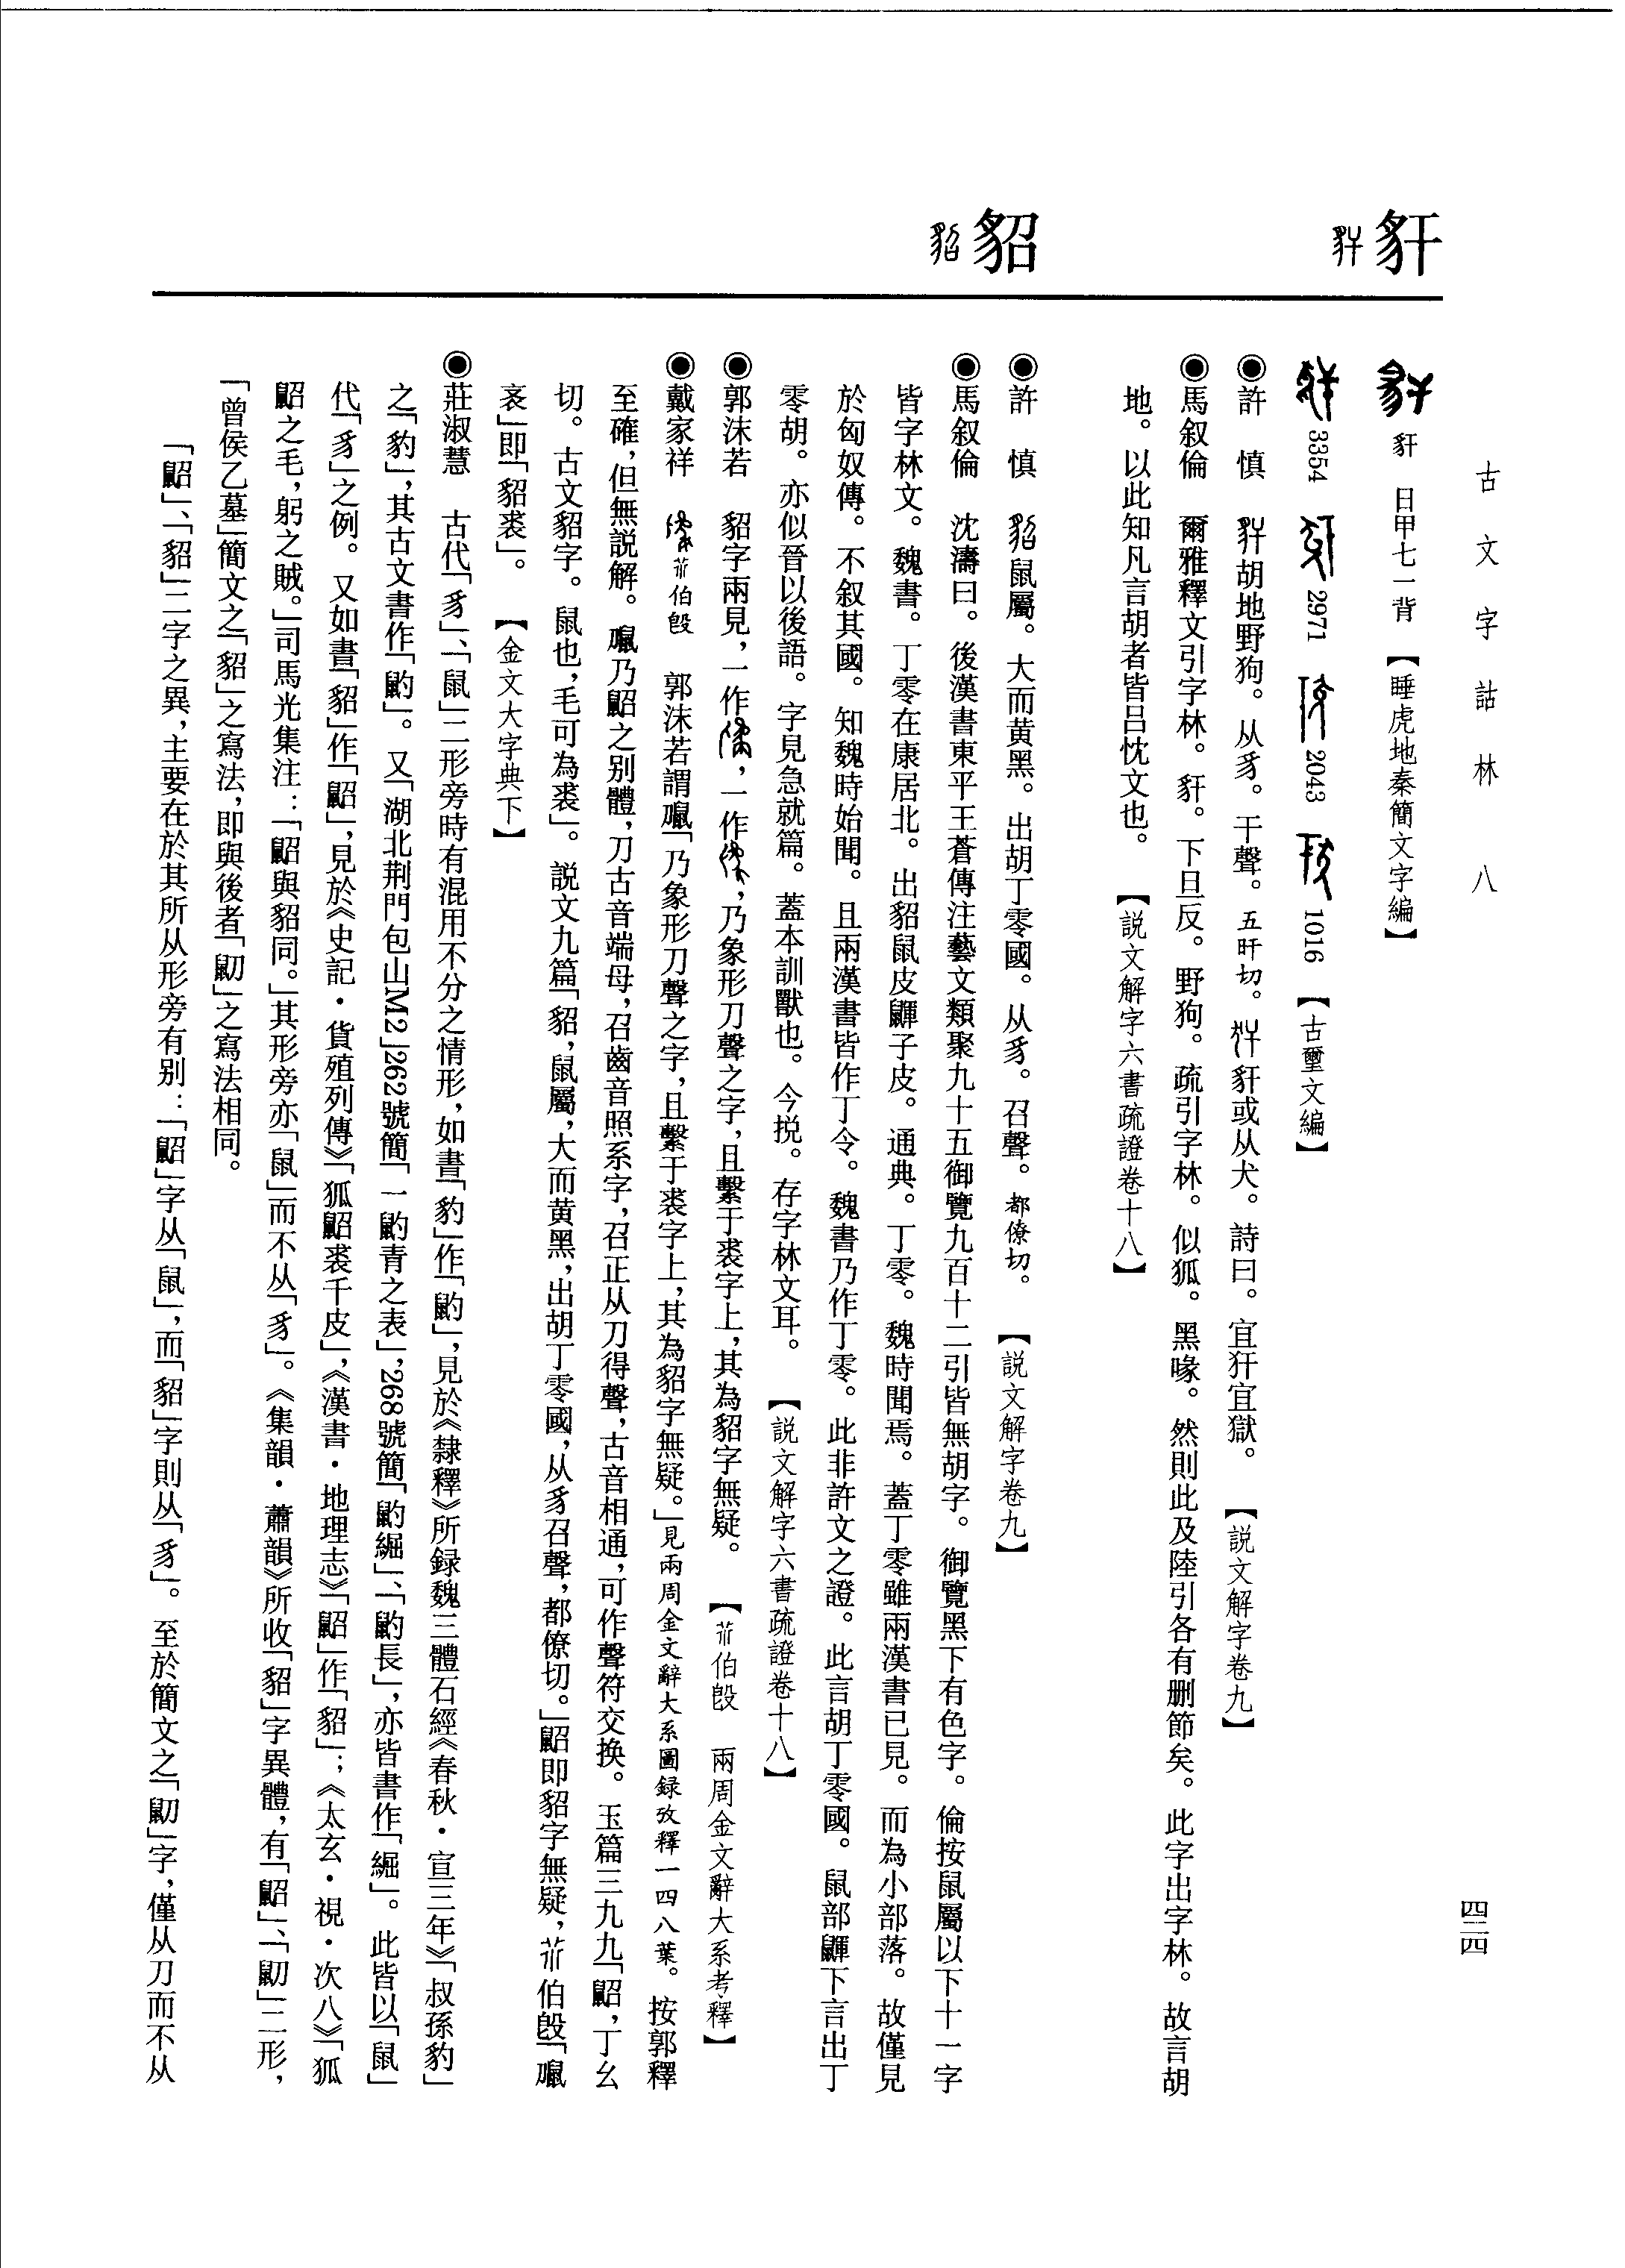 古文字詁林　八
四二四
豻
貂
豻　日甲七一背　【睡虎地秦簡文字編】
3354　2971　2043　1016　【古璽文編】
◉許　慎　豻胡地野狗。从豸。干聲。五旰切。犴豻或从犬。詩曰。宜犴宜獄。　【説文解字卷九】
◉馬叙倫　爾雅釋文引字林。豻。下旦反。野狗。疏引字林。似狐。黑喙。然則此及陸引各有删節矣。此字出字林。故言胡
地。以此知凡言胡者皆吕忱文也。　【説文解字六書疏證卷十八】
◉許　慎　貂鼠屬。大而黄黑。出胡丁零國。从豸。召聲。都僚切。　【説文解字卷九】
◉馬叙倫　沈濤曰。後漢書東平王蒼傳注藝文類聚九十五御覽九百十二引皆無胡字。御覽黑下有色字。倫按鼠屬以下十一字
皆字林文。魏書。丁零在康居北。出貂鼠皮鼲子皮。通典。丁零。魏時聞焉。蓋丁零雖兩漢書已見。而為小部落。故僅見
於匈奴傳。不叙其國。知魏時始聞。且兩漢書皆作丁令。魏書乃作丁零。此非許文之證。此言胡丁零國。鼠部鼲下言出丁
零胡。亦似晉以後語。字見急就篇。蓋本訓獸也。今挩。存字林文耳。　【説文解字六書疏證卷十八】
◉郭沫若　貂字兩見，一作，一作，乃象形刀聲之字，且繫于裘字上，其為貂字無疑。　【伯㲃　兩周金文辭大系考釋】
◉戴家祥　伯㲃　郭沫若謂「乃象形刀聲之字，且繫于裘字上，其為貂字無疑。」見兩周金文辭大系圖録攷釋一四八葉。按郭釋
至確，但無説解。乃鼦之别體，刀古音端母，召齒音照系字，召正从刀得聲，古音相通，可作聲符交换。玉篇三九九「鼦，丁幺
切。古文貂字。鼠也，毛可為裘」。説文九篇「貂，鼠屬，大而黄黑，出胡丁零國，从豸召聲，都僚切。」鼦即貂字無疑，伯㲃「
」即「貂裘」。　【金文大字典下】
◉莊淑慧　古代「豸」、「鼠」二形旁時有混用不分之情形，如書「豹」作「鼩」，見於《隸釋》所録魏三體石經《春秋・宣三年》「叔孫豹」
之「豹」，其古文書作「」。又「湖北荆門包山M2」262號簡「一青之表」，268號簡「𦀚」、「長」，亦皆書作「」。此皆以「鼠」
代「豸」之例。又如書「貂」作「鼦」，見於《史記・貨殖列傳》「狐鼦裘千皮」，《漢書・地理志》「鼦」作「貂」；《太玄・視・次八》「狐
鼦之毛，躬之賊。」司馬光集注：「鼦與貂同。」其形旁亦「鼠」而不从「豸」。《集韻・蕭韻》所收「貂」字異體，有「鼦」、「鼠刀」二形，
「曾侯乙墓」簡文之「貂」之寫法，即與後者「鼠刀」之寫法相同。
「鼦」、「貂」二字之異，主要在於其所从形旁有别：「鼦」字从「鼠」，而「貂」字則从「豸」。至於簡文之「鼠刀」字，僅从刀而不从